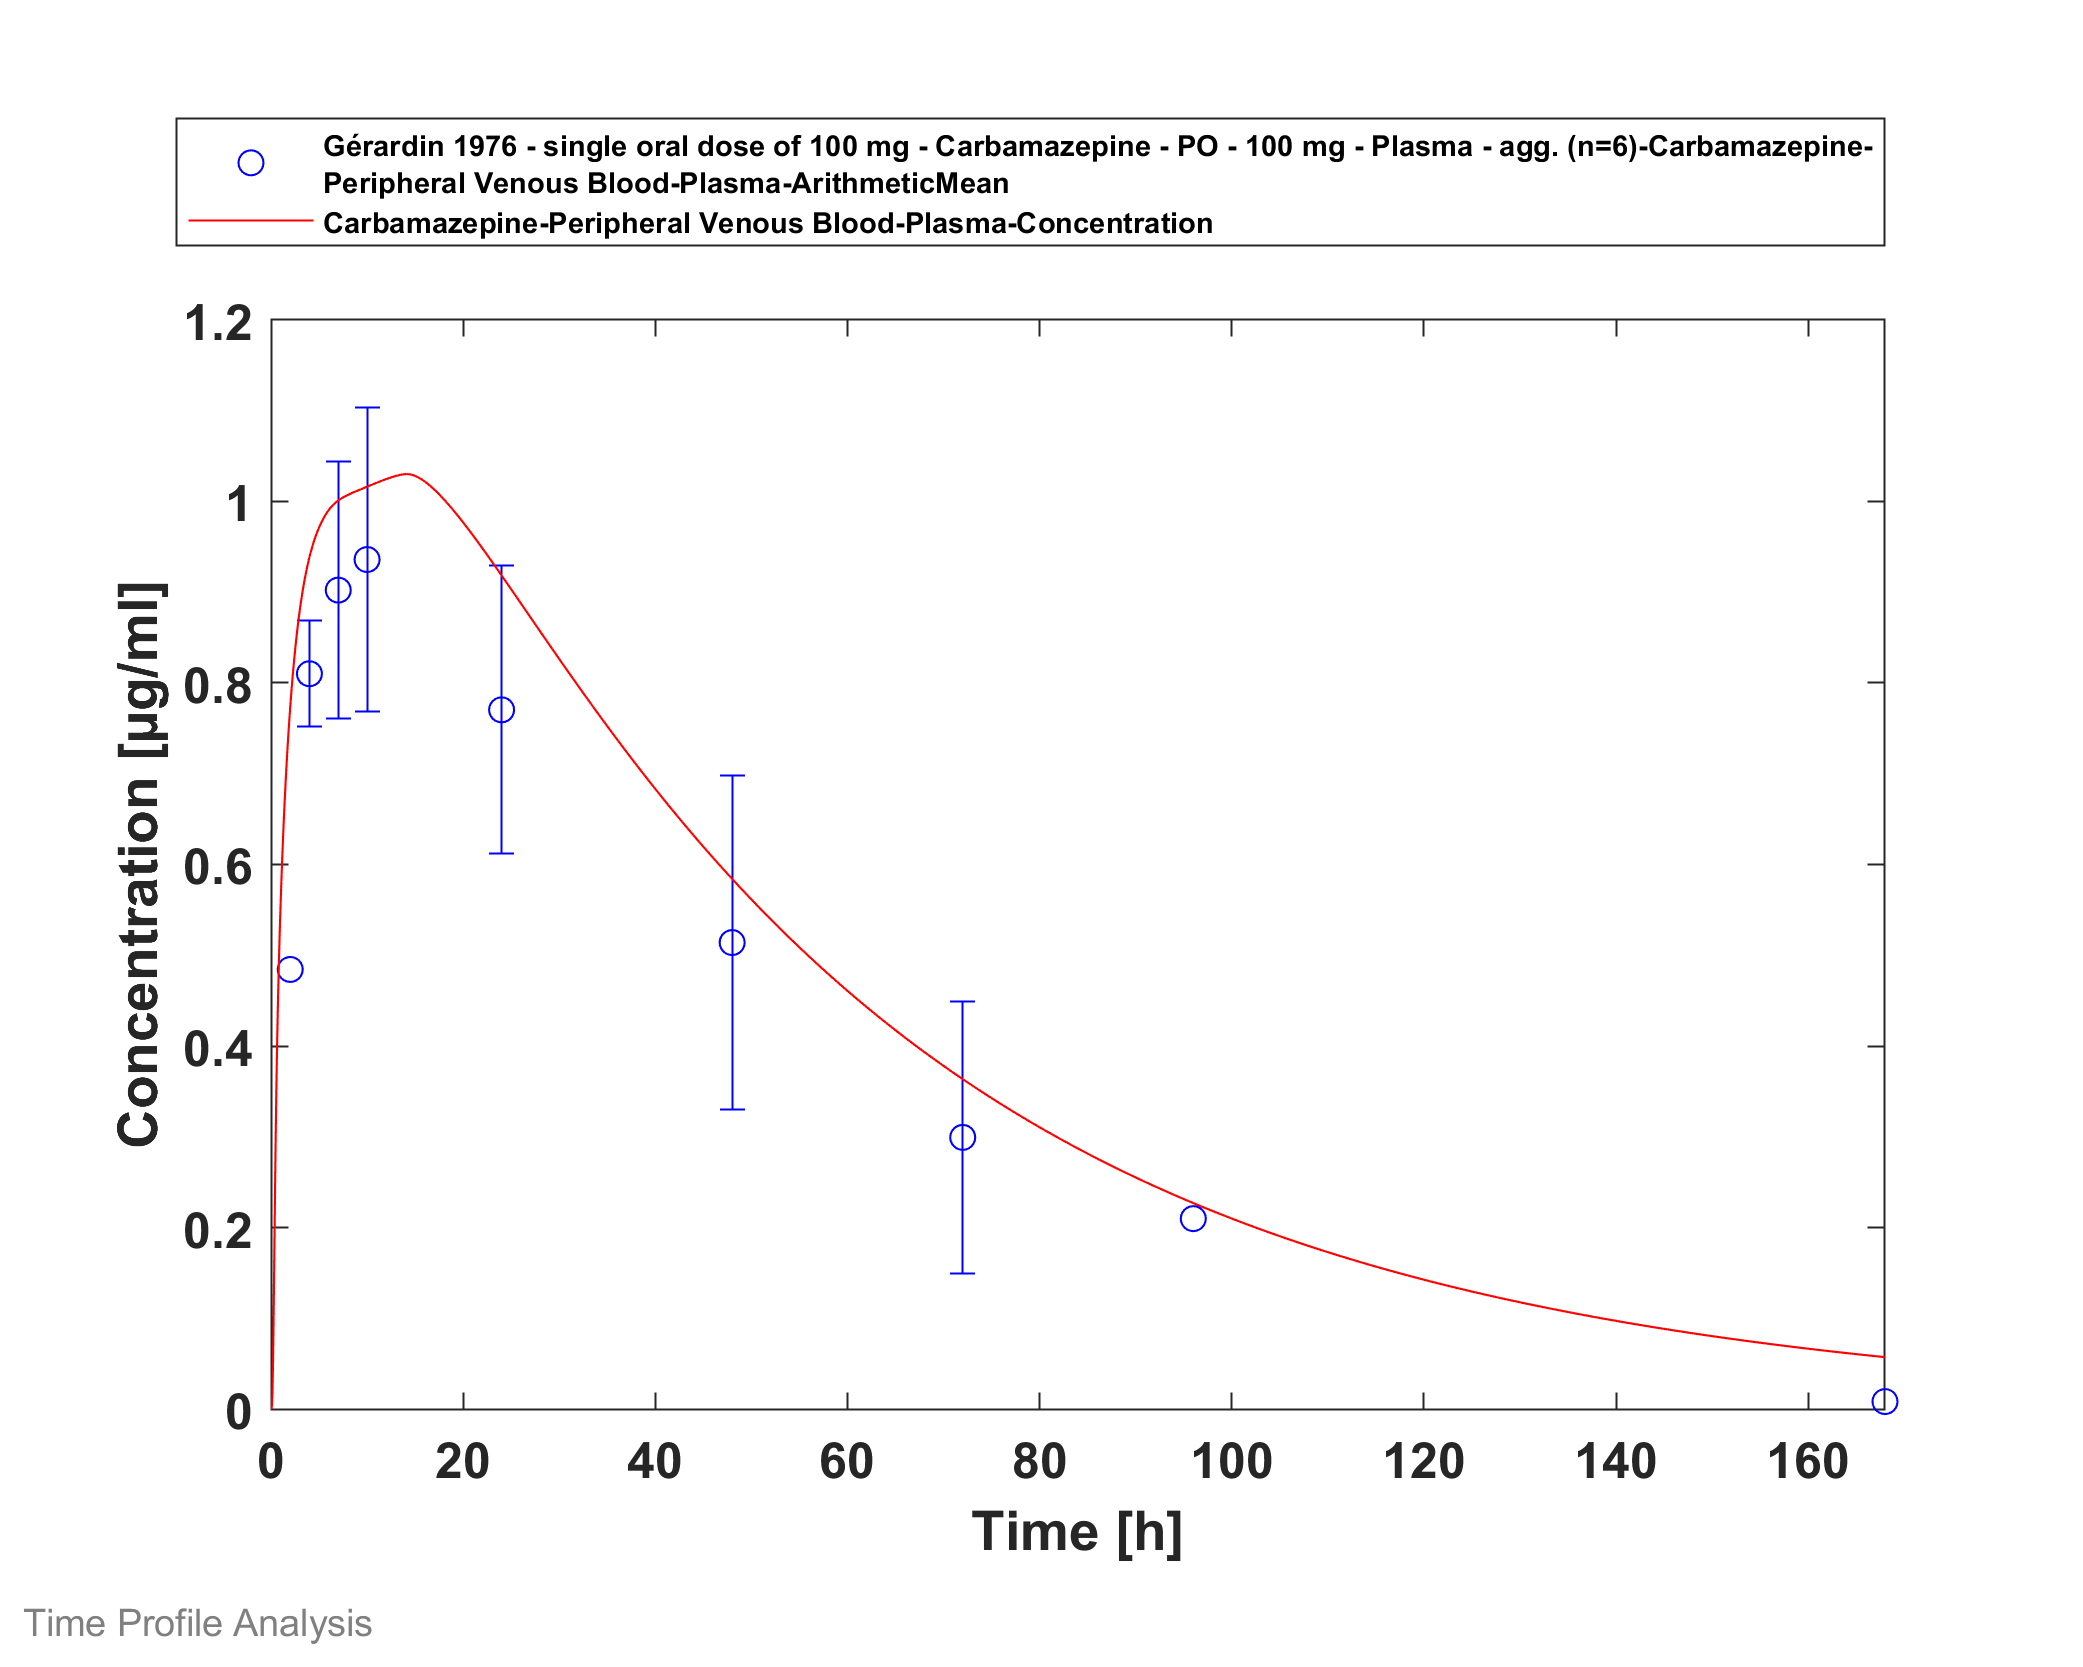 Gérardin 1976 - single oral dose of 100 mg - Carbamazepine - PO - 100 mg - Plasma - agg. (n=6)-Carbamazepine-
Peripheral Venous Blood-Plasma-ArithmeticMean
Carbamazepine-Peripheral Venous Blood-Plasma-Concentration
1.2
1
0.8
0.6
0.4
0.2
0
Concentration [µg/ml]
0 20 40 60 80 100 120 140 160
Time [h]
Time Profile Analysis